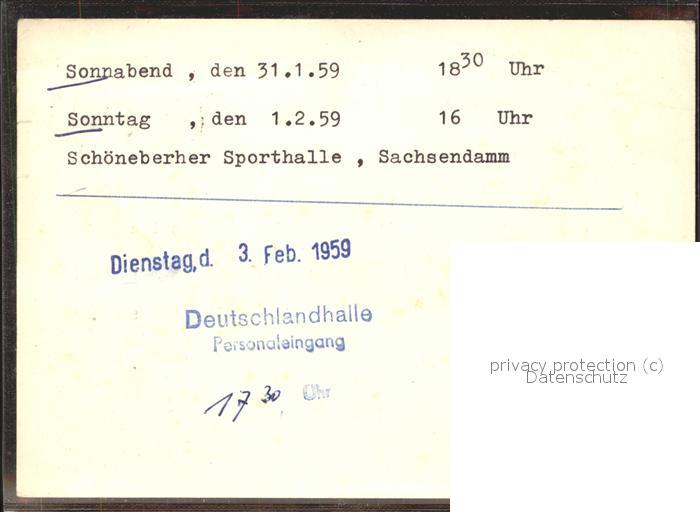 Sonnabend , den 31.1.59 18³⁰ Uhr
Sonntag , den 1.2.59 16 Uhr
Schöneberher Sporthalle , Sachsendamm
Dienstag,d. 3. Feb. 1959
Deutschlandhalle
Personaleingang
17³⁰ Uhr
privacy protection (c)
Datenschutz